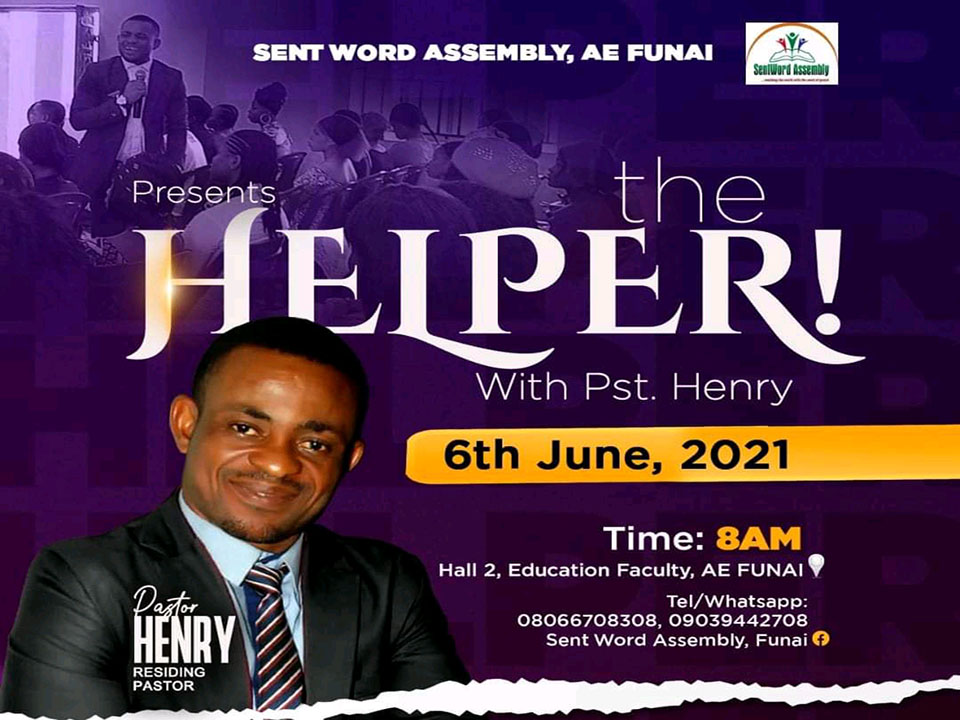 SENT WORD ASSEMBLY, AE FUNAI
SentWord Assembly
Presents
the
HELPER!
With Pst. Henry
6th June, 2021
Time: 8AM
Hall 2, Education Faculty, AE FUNAI
Tel/Whatsapp:
08066708308, 09039442708
Sent Word Assembly, Funai
Pastor
HENRY
RESIDING
PASTOR